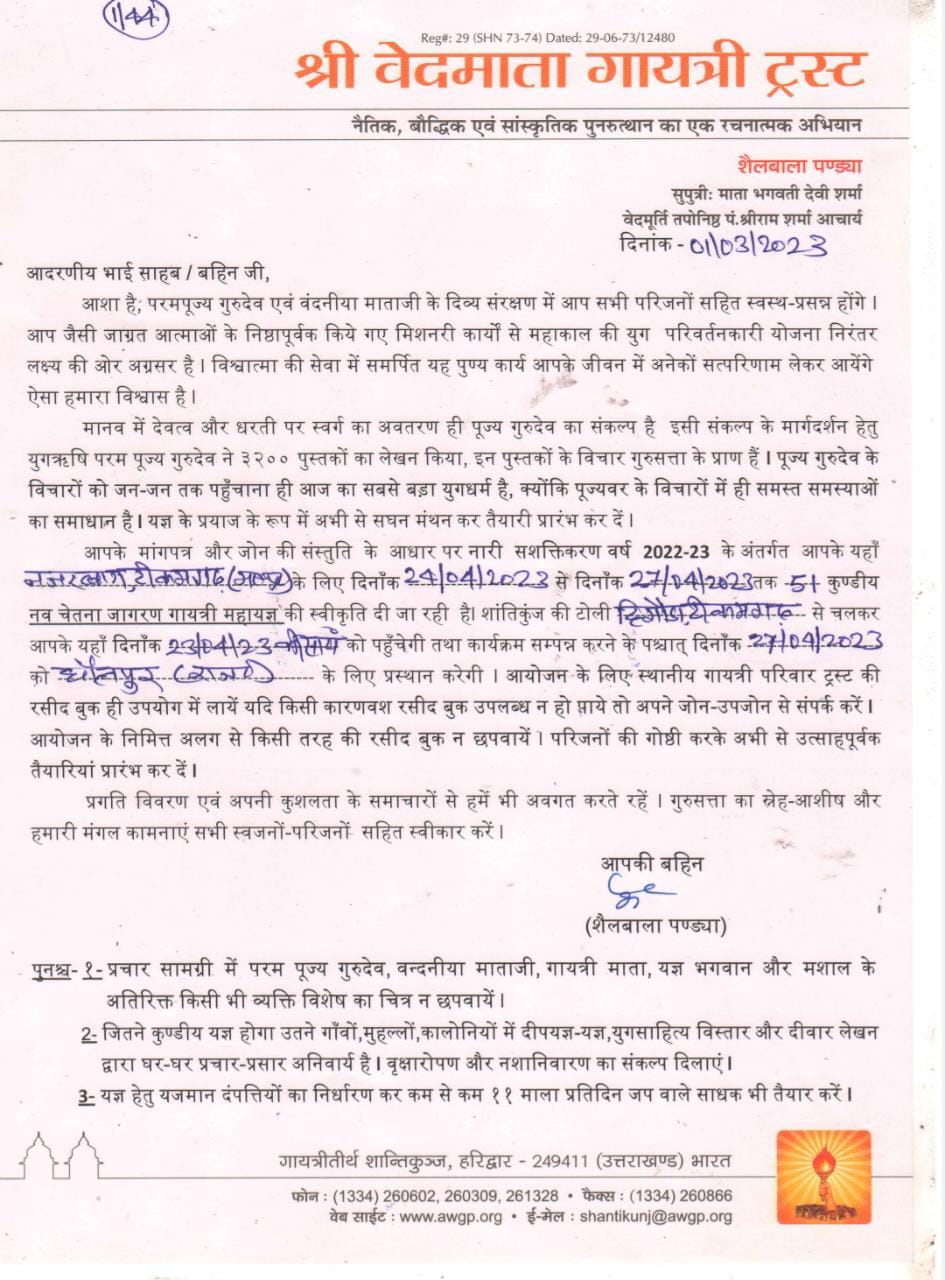 1/44
Reg#: 29 (SHN 73-74) Dated: 29-06-73/12480
श्री वेदमाता गायत्री ट्रस्ट
नैतिक, बौद्धिक एवं सांस्कृतिक पुनरुत्थान का एक रचनात्मक अभियान
शैलबाला पण्ड्या
सुपुत्री: माता भगवती देवी शर्मा
वेदमूर्ति तपोनिष्ठ पं.श्रीराम शर्मा आचार्य
दिनांक - 01/03/2023
आदरणीय भाई साहब / बहिन जी,
आशा है; परमपूज्य गुरुदेव एवं वंदनीया माताजी के दिव्य संरक्षण में आप सभी परिजनों सहित स्वस्थ-प्रसन्न होंगे ।
आप जैसी जाग्रत आत्माओं के निष्ठापूर्वक किये गए मिशनरी कार्यों से महाकाल की युग परिवर्तनकारी योजना निरंतर
लक्ष्य की ओर अग्रसर है । विश्वात्मा की सेवा में समर्पित यह पुण्य कार्य आपके जीवन में अनेकों सत्परिणाम लेकर आयेंगे
ऐसा हमारा विश्वास है ।
मानव में देवत्व और धरती पर स्वर्ग का अवतरण ही पूज्य गुरुदेव का संकल्प है इसी संकल्प के मार्गदर्शन हेतु
युगऋषि परम पूज्य गुरुदेव ने ३२०० पुस्तकों का लेखन किया, इन पुस्तकों के विचार गुरुसत्ता के प्राण हैं । पूज्य गुरुदेव के
विचारों को जन-जन तक पहुँचाना ही आज का सबसे बड़ा युगधर्म है, क्योंकि पूज्यवर के विचारों में ही समस्त समस्याओं
का समाधान है । यज्ञ के प्रयाज के रूप में अभी से सघन मंथन कर तैयारी प्रारंभ कर दें ।
आपके मांगपत्र और जोन की संस्तुति के आधार पर नारी सशक्तिकरण वर्ष 2022-23 के अंतर्गत आपके यहाँ
टीकमगढ़ (म०प्र०) के लिए दिनाँक 24/04/2023 से दिनाँक 27/04/2023 तक 51 कुण्डीय
नव चेतना जागरण गायत्री महायज्ञ की स्वीकृति दी जा रही है। शांतिकुंज की टोली टीकमगढ़ से चलकर
आपके यहाँ दिनाँक 23/04/23 की सायं को पहुँचेगी तथा कार्यक्रम सम्पन्न करने के पश्चात् दिनाँक 27/04/2023
को धौलपुर (राज०) के लिए प्रस्थान करेगी । आयोजन के लिए स्थानीय गायत्री परिवार ट्रस्ट की
रसीद बुक ही उपयोग में लायें यदि किसी कारणवश रसीद बुक उपलब्ध न हो पाये तो अपने जोन-उपजोन से संपर्क करें ।
आयोजन के निमित्त अलग से किसी तरह की रसीद बुक न छपवायें । परिजनों की गोष्ठी करके अभी से उत्साहपूर्वक
तैयारियां प्रारंभ कर दें ।
प्रगति विवरण एवं अपनी कुशलता के समाचारों से हमें भी अवगत करते रहें । गुरुसत्ता का स्नेह-आशीष और
हमारी मंगल कामनाएं सभी स्वजनों-परिजनों सहित स्वीकार करें ।
आपकी बहिन
(शैलबाला पण्ड्या)
पुनश्च- १- प्रचार सामग्री में परम पूज्य गुरुदेव, वन्दनीया माताजी, गायत्री माता, यज्ञ भगवान और मशाल के
अतिरिक्त किसी भी व्यक्ति विशेष का चित्र न छपवायें ।
2- जितने कुण्डीय यज्ञ होगा उतने गाँवों,मुहल्लों,कालोनियों में दीपयज्ञ-यज्ञ,युगसाहित्य विस्तार और दीवार लेखन
द्वारा घर-घर प्रचार-प्रसार अनिवार्य है । वृक्षारोपण और नशानिवारण का संकल्प दिलाएं ।
3- यज्ञ हेतु यजमान दंपत्तियों का निर्धारण कर कम से कम ११ माला प्रतिदिन जप वाले साधक भी तैयार करें ।
गायत्रीतीर्थ शान्तिकुञ्ज, हरिद्वार - 249411 (उत्तराखण्ड) भारत
फोन : (1334) 260602, 260309, 261328 • फैक्स : (1334) 260866
वेब साईट : www.awgp.org • ई-मेल : shantikunj@awgp.org